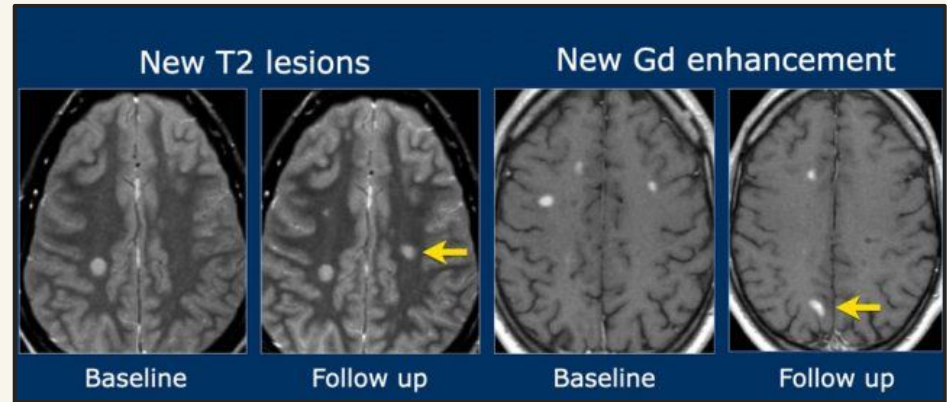 New T2 lesions
New Gd enhancement
Baseline
Follow up
Baseline
Follow up